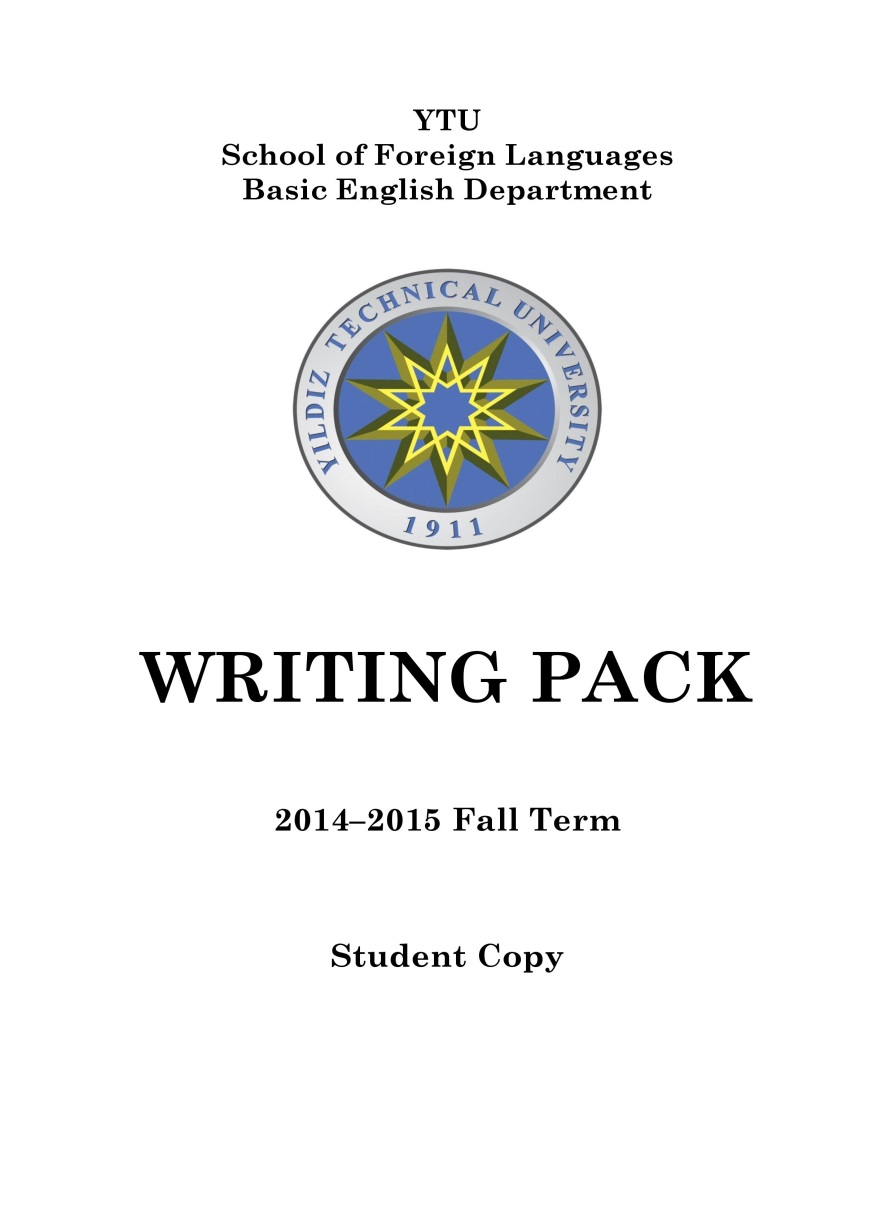 YTU
School of Foreign Languages
Basic English Department
YILDIZ TECHNICAL UNIVERSITY
1911
WRITING PACK
2014–2015 Fall Term
Student Copy